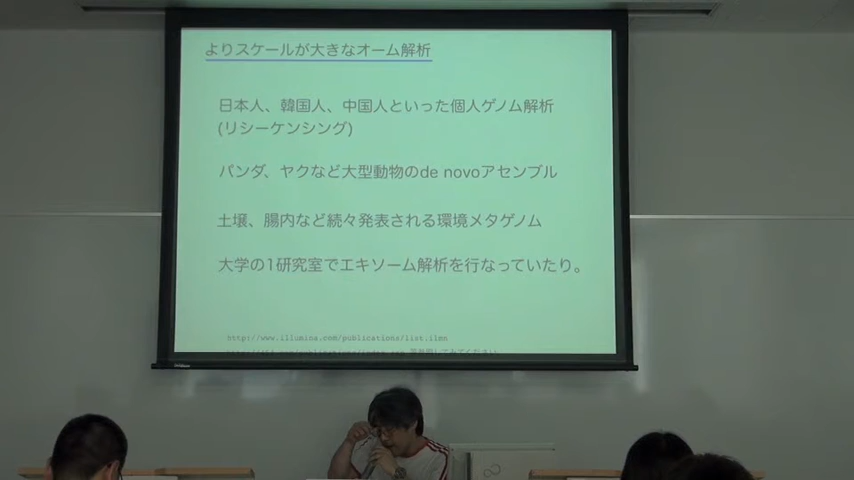 よりスケールが大きなオーム解析
日本人、韓国人、中国人といった個人ゲノム解析
(リシーケンシング)
パンダ、ヤクなど大型動物のde novoアセンブル
土壌、腸内など続々発表される環境メタゲノム
大学の1研究室でエキソーム解析を行なっていたり。
http://www.illumina.com/publications/list.ilmn